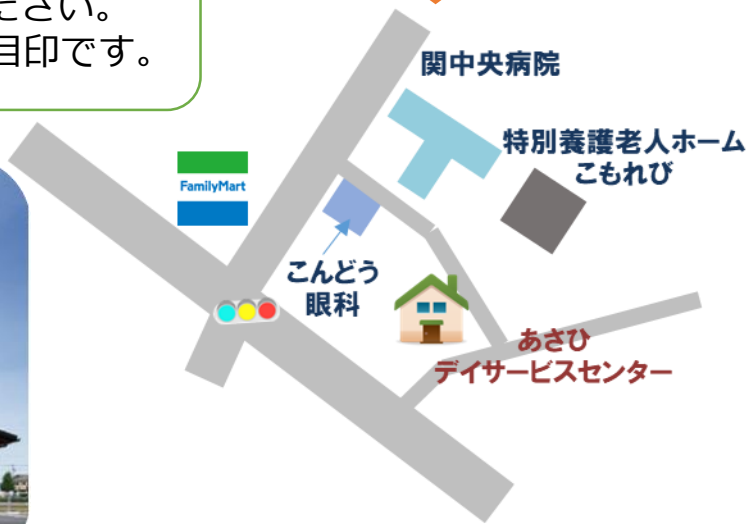 ださい。
目印です。
関中央病院
特別養護老人ホーム
こもれび
FamilyMart
こんどう
眼科
あさひ
デイサービスセンター